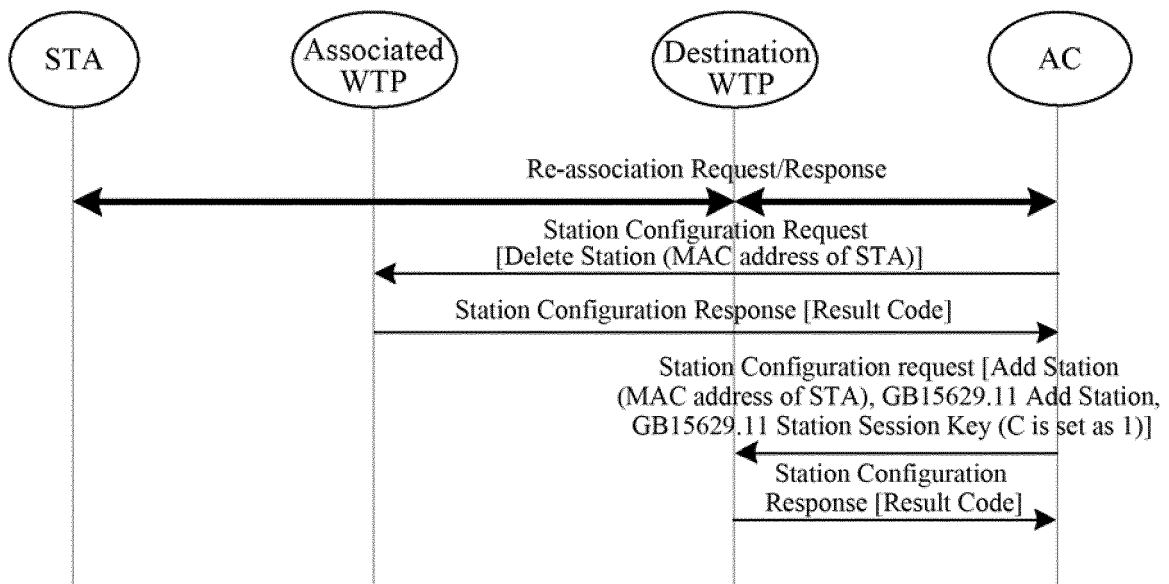 STA
Associated
WTP
Destination
WTP
AC
Re-association Request/Response
Station Configuration Request
[Delete Station (MAC address of STA)]
Station Configuration Response [Result Code]
Station Configuration request [Add Station
(MAC address of STA), GB15629.11 Add Station,
GB15629.11 Station Session Key (C is set as 1)]
Station Configuration
Response [Result Code]